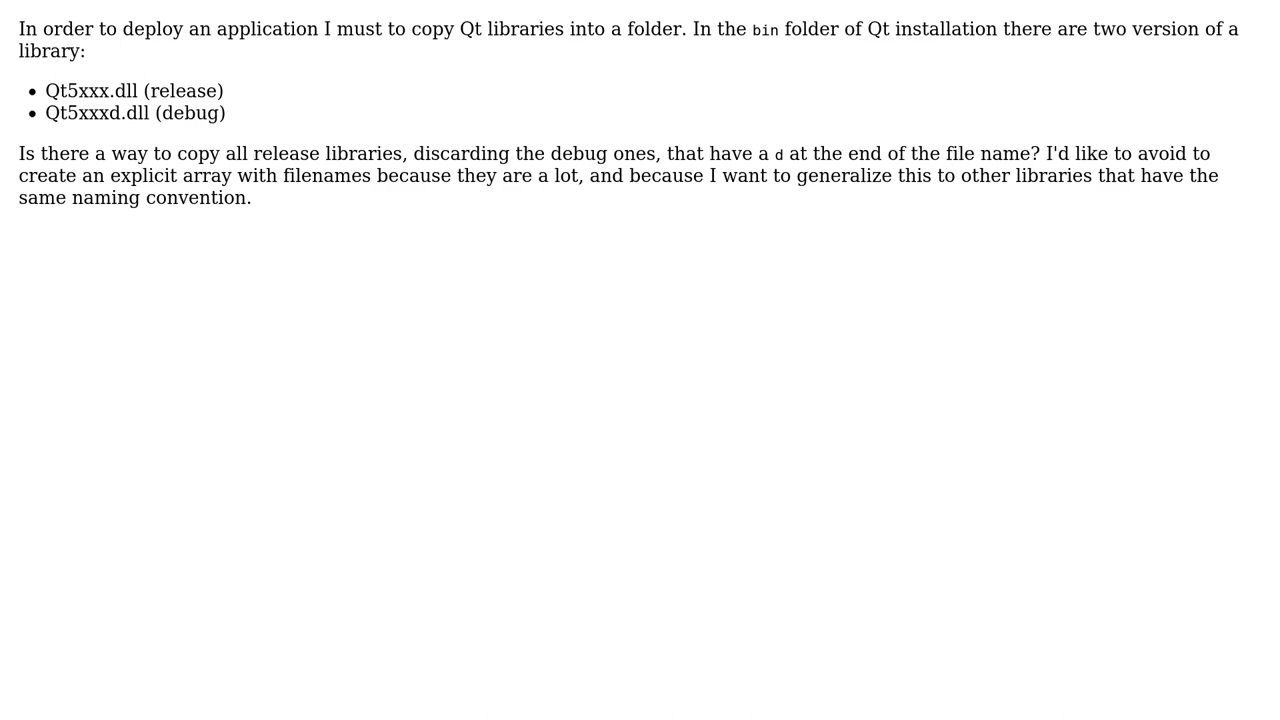 In order to deploy an application I must to copy Qt libraries into a folder. In the bin folder of Qt installation there are two version of a
library:
• Qt5xxx.dll (release)
• Qt5xxxd.dll (debug)
Is there a way to copy all release libraries, discarding the debug ones, that have a d at the end of the file name? I'd like to avoid to
create an explicit array with filenames because they are a lot, and because I want to generalize this to other libraries that have the
same naming convention.